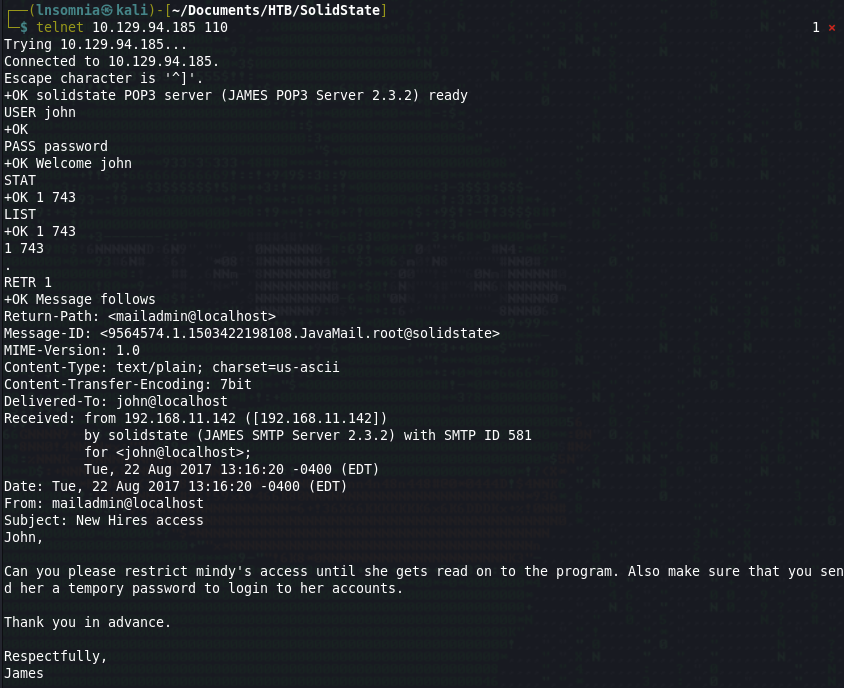 ┌──(lnsomnia㉿kali)-[~/Documents/HTB/SolidState]
└─$ telnet 10.129.94.185 110 1 ⨯
Trying 10.129.94.185...
Connected to 10.129.94.185.
Escape character is '^]'.
+OK solidstate POP3 server (JAMES POP3 Server 2.3.2) ready
USER john
+OK
PASS password
+OK Welcome john
STAT
+OK 1 743
LIST
+OK 1 743
1 743
.
RETR 1
+OK Message follows
Return-Path: <mailadmin@localhost>
Message-ID: <9564574.1.1503422198108.JavaMail.root@solidstate>
MIME-Version: 1.0
Content-Type: text/plain; charset=us-ascii
Content-Transfer-Encoding: 7bit
Delivered-To: john@localhost
Received: from 192.168.11.142 ([192.168.11.142])
by solidstate (JAMES SMTP Server 2.3.2) with SMTP ID 581
for <john@localhost>;
Tue, 22 Aug 2017 13:16:20 -0400 (EDT)
Date: Tue, 22 Aug 2017 13:16:20 -0400 (EDT)
From: mailadmin@localhost
Subject: New Hires access
John,
Can you please restrict mindy's access until she gets read on to the program. Also make sure that you sen
d her a tempory password to login to her accounts.
Thank you in advance.
Respectfully,
James